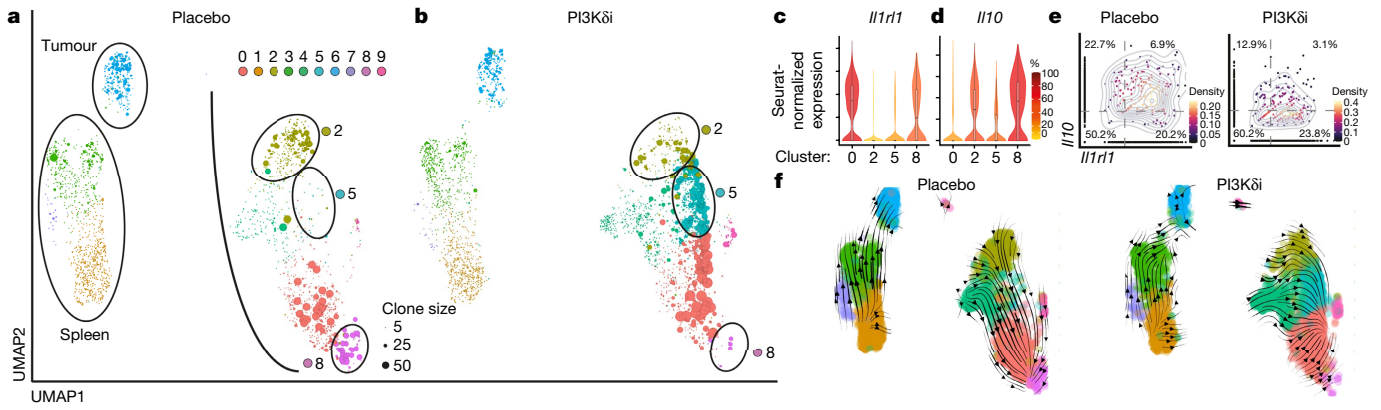 a
Placebo
b
PI3Kδi
Tumour
0 1 2 3 4 5 6 7 8 9
2
5
Spleen
Clone size
5
25
50
8
UMAP2
UMAP1
2
5
8
c
Il1rl1
d
Il10
Seurat-
normalized
expression
%
100
80
60
40
20
0
Cluster:
0 2 5 8
0 2 5 8
e
Placebo
PI3Kδi
22.7%
6.9%
50.2%
20.2%
Il10
Il1rl1
Density
0.20
0.15
0.10
0.05
12.9%
3.1%
60.2%
23.8%
Density
0.4
0.3
0.2
0.1
0
f
Placebo
PI3Kδi